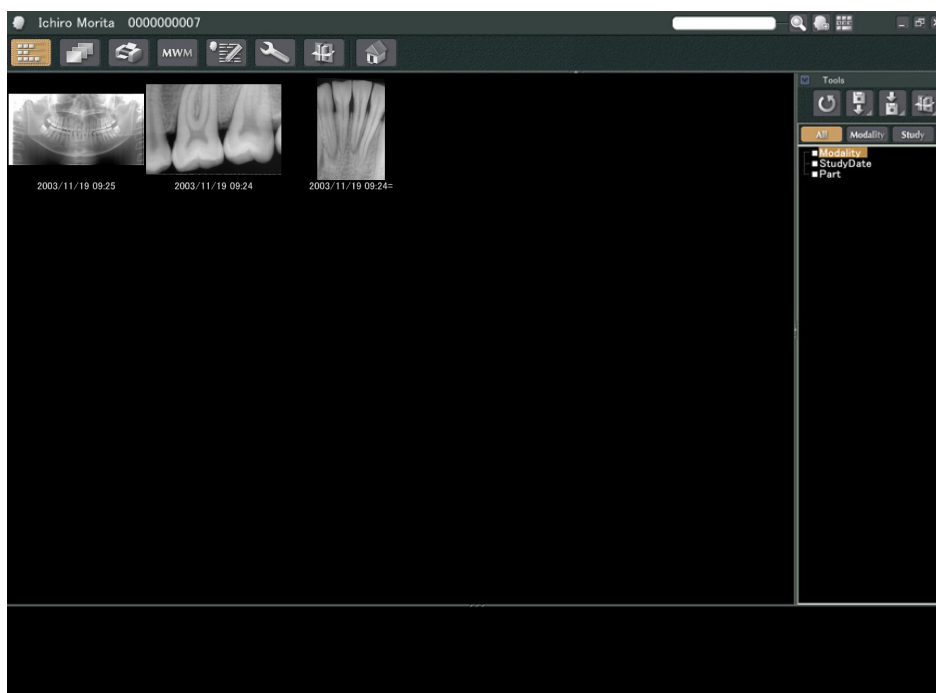 Ichiro Morita 0000000007
MWM
Tools
All Modality Study
Modality
StudyDate
Part
2003/11/19 09:25 2003/11/19 09:24 2003/11/19 09:24=